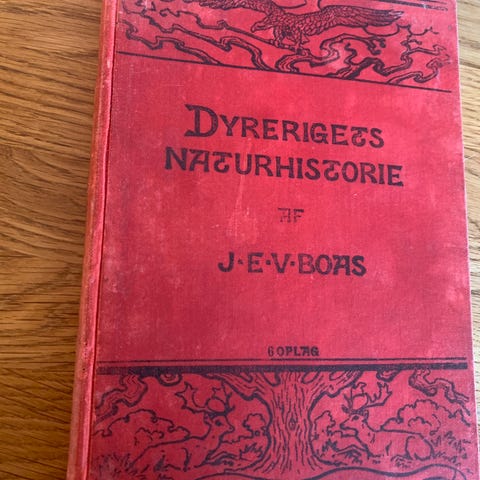 DYRERIGETS
NATURHISTORIE
AF
J·E·V·BOAS
6 OPLAG